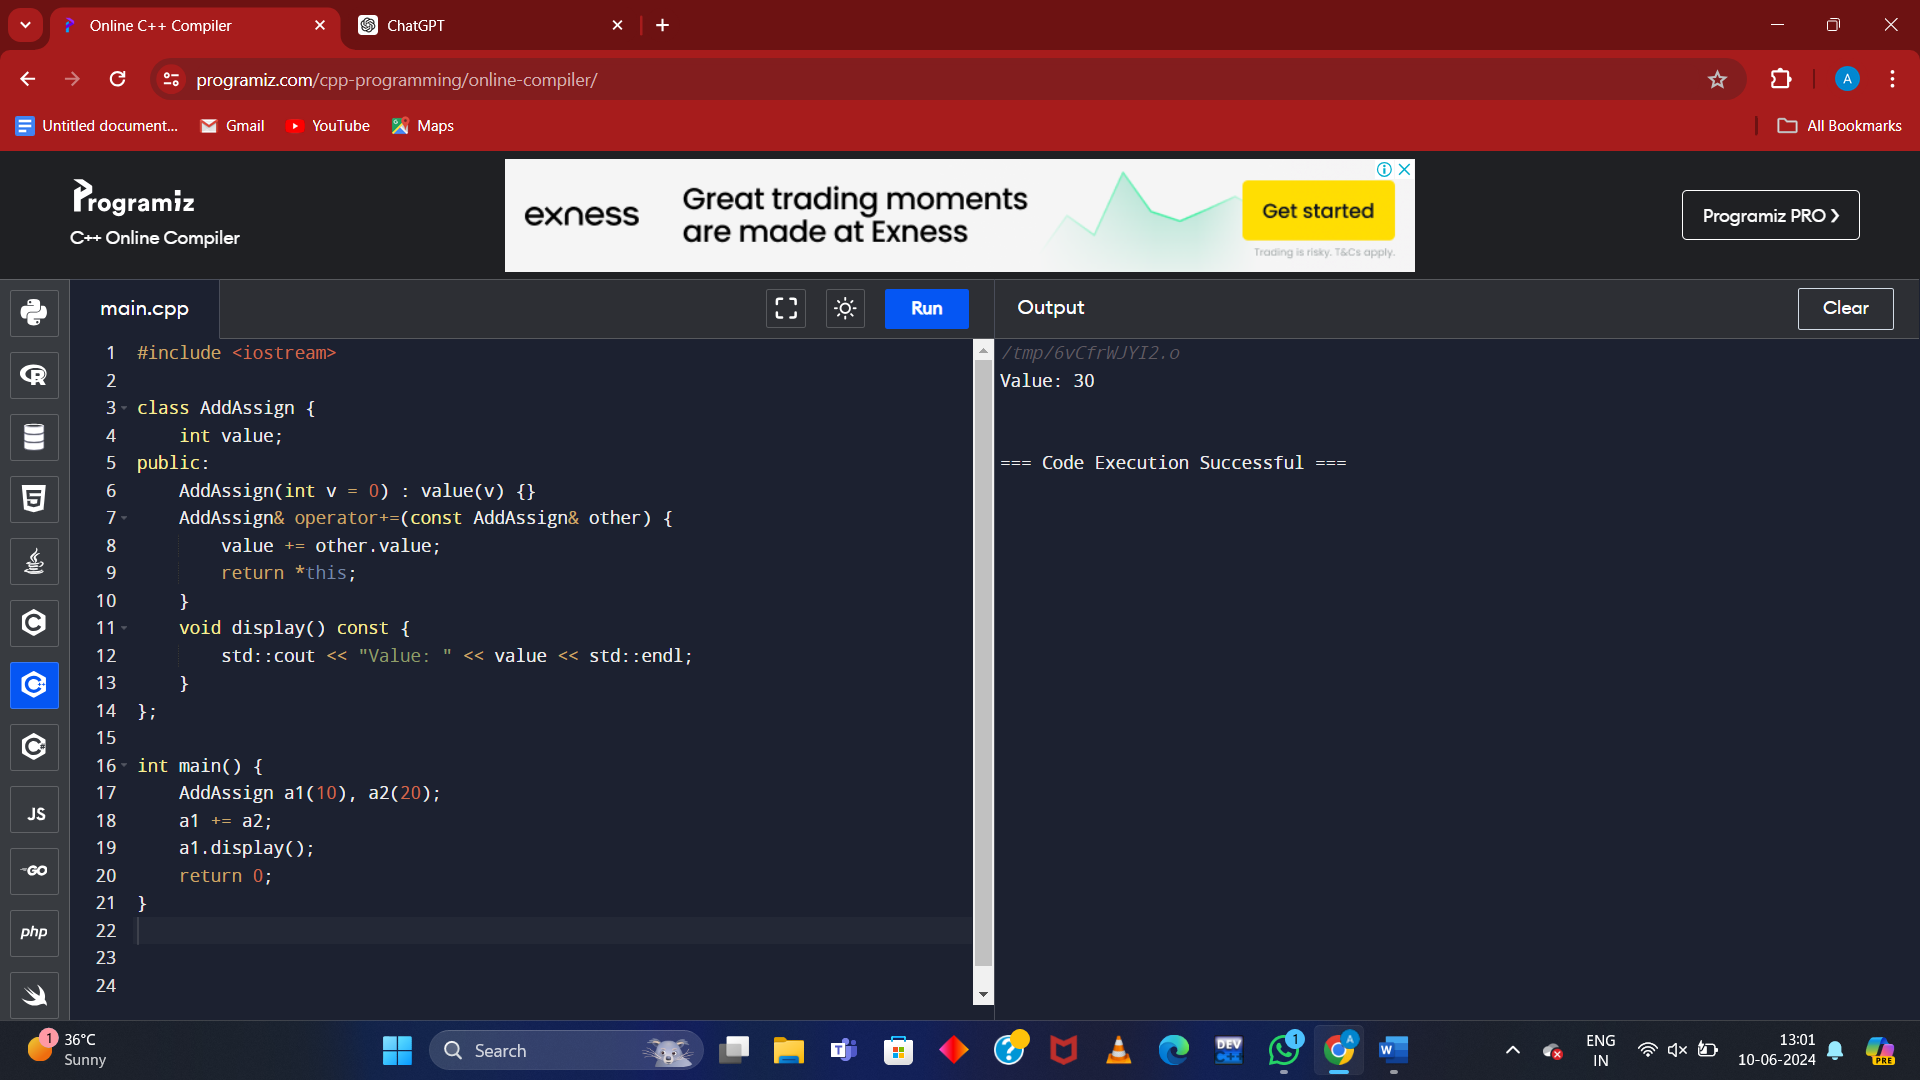 Online C++ Compiler
ChatGPT
programiz.com/cpp-programming/online-compiler/
A
Untitled document...
Gmail
YouTube
Maps
All Bookmarks
Programiz
C++ Online Compiler
exness
Great trading moments
are made at Exness
Get started
Trading is risky. T&Cs apply.
Programiz PRO ❯
main.cpp
Run
Output
Clear
1 #include <iostream>
2
3 class AddAssign {
4     int value;
5 public:
6     AddAssign(int v = 0) : value(v) {}
7     AddAssign& operator+=(const AddAssign& other) {
8         value += other.value;
9         return *this;
10     }
11     void display() const {
12         std::cout << "Value: " << value << std::endl;
13     }
14 };
15
16 int main() {
17     AddAssign a1(10), a2(20);
18     a1 += a2;
19     a1.display();
20     return 0;
21 }
22
23
24
/tmp/6vCfrWJYI2.o
Value: 30
=== Code Execution Successful ===
R
5
C
C
C
JS
GO
php
1
36°C
Sunny
Search
T
DEV
C++
1
A
W
ENG
IN
13:01
10-06-2024
PRE